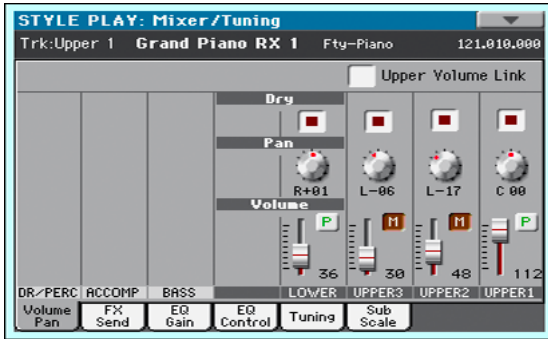 STYLE PLAY: Mixer/Tuning
Trk:Upper 1 Grand Piano RX 1 Fty-Piano 121.010.000
Upper Volume Link
Dry
Pan
R+01 L-06 L-17 C 00
Volume
P M M P
36 30 48 112
DR/PERC ACCOMP BASS LOWER UPPER3 UPPER2 UPPER1
Volume Pan FX Send EQ Gain EQ Control Tuning Sub Scale